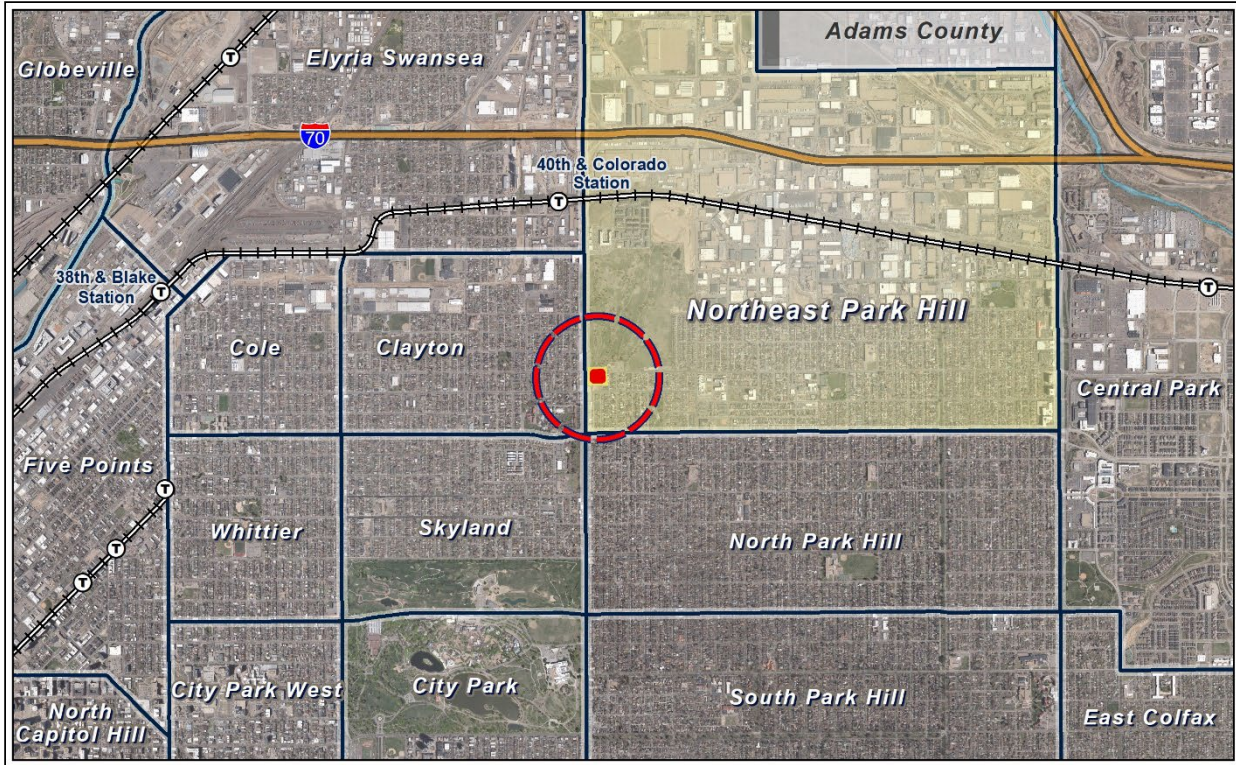 Adams County
Globeville
Elyria Swansea
T
70
40th & Colorado
Station
T
38th & Blake
Station
T
T
Northeast Park Hill
Cole
Clayton
Central Park
Five Points
T
Whittier
Skyland
North Park Hill
T
T
City Park West
City Park
South Park Hill
North
Capitol Hill
East Colfax